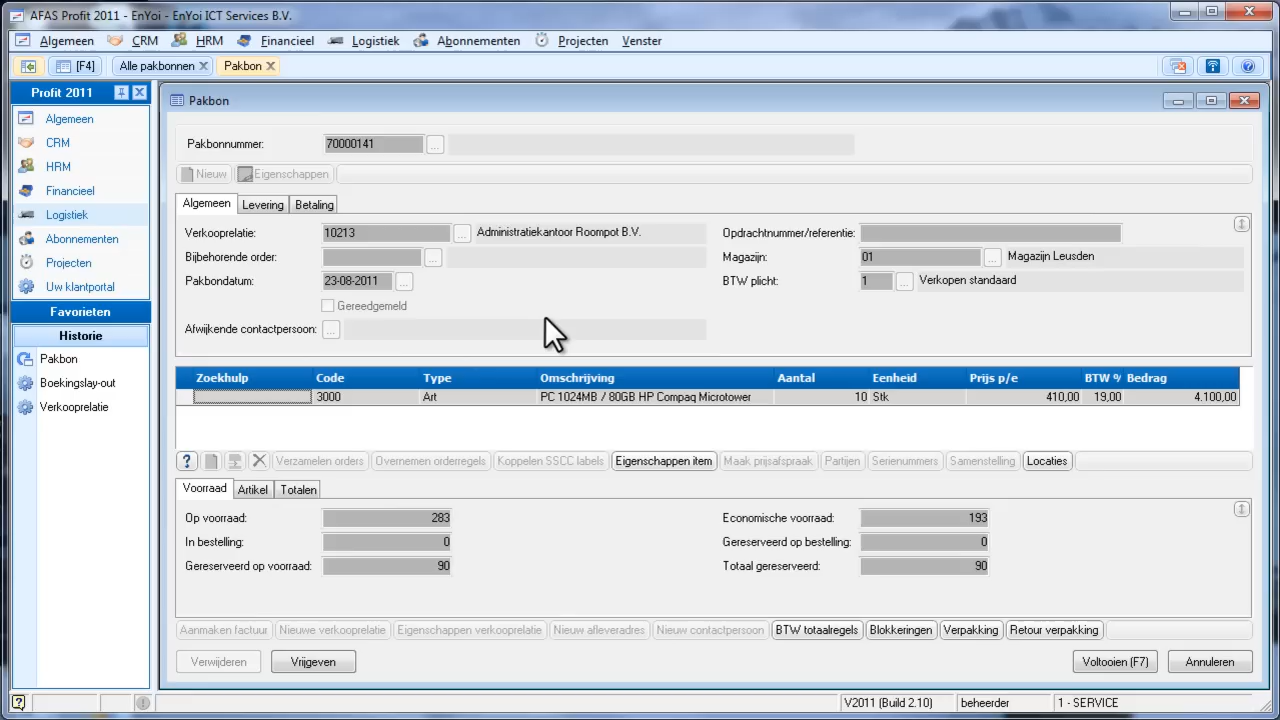 AFAS Profit 2011 - EnYoi - EnYoi ICT Services B.V.
Algemeen CRM HRM Financieel Logistiek Abonnementen Projecten Venster
[F4] Alle pakbonnen Pakbon
Profit 2011
Algemeen
CRM
HRM
Financieel
Logistiek
Abonnementen
Projecten
Uw klantportal
Favorieten
Historie
Pakbon
Boekingslay-out
Verkooprelatie
Pakbon
Pakbonnummer: 70000141 ...
Nieuw Eigenschappen
Algemeen Levering Betaling
Verkooprelatie: 10213 ... Administratiekantoor Roompot B.V. Opdrachtnummer/referentie:
Bijbehorende order: ... Magazijn: 01 ... Magazijn Leusden
Pakbondatum: 23-08-2011 ... BTW plicht: 1 ... Verkopen standaard
Gereedgemeld
Afwijkende contactpersoon: ...
Zoekhulp Code Type Omschrijving Aantal Eenheid Prijs p/e BTW % Bedrag
3000 Art PC 1024MB / 80GB HP Compaq Microtower 10 Stk 410,00 19,00 4.100,00
? Verzamelen orders Overnemen orderregels Koppelen SSCC labels Eigenschappen item Maak prijsafspraak Partijen Serienummers Samenstelling Locaties
Voorraad Artikel Totalen
Op voorraad: 283 Economische voorraad: 193
In bestelling: 0 Gereserveerd op bestelling: 0
Gereserveerd op voorraad: 90 Totaal gereserveerd: 90
Aanmaken factuur Nieuwe verkooprelatie Eigenschappen verkooprelatie Nieuw afleveradres Nieuw contactpersoon BTW totaalregels Blokkeringen Verpakking Retour verpakking
Verwijderen Vrijgeven Voltooien (F7) Annuleren
? V2011 (Build 2.10) beheerder 1 - SERVICE